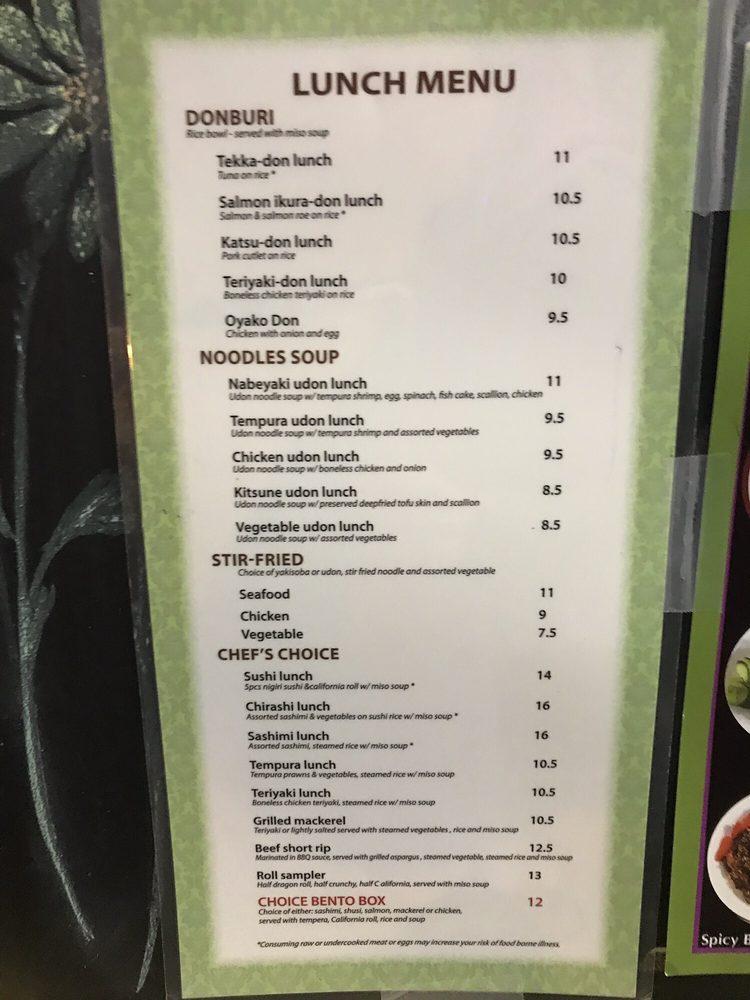 LUNCH MENU
DONBURI
Rice bowl - served with miso soup
Tekka-don lunch 11
Tuna on rice *
Salmon ikura-don lunch 10.5
Salmon & salmon roe on rice *
Katsu-don lunch 10.5
Pork cutlet on rice
Teriyaki-don lunch 10
Boneless chicken teriyaki on rice
Oyako Don 9.5
Chicken with onion and egg
NOODLES SOUP
Nabeyaki udon lunch 11
Udon noodle soup w/ tempura shrimp, egg, spinach, fish cake, scallion, chicken
Tempura udon lunch 9.5
Udon noodle soup w/ tempura shrimp and assorted vegetables
Chicken udon lunch 9.5
Udon noodle soup w/ boneless chicken and onion
Kitsune udon lunch 8.5
Udon noodle soup w/ preserved deepfried tofu skin and scallion
Vegetable udon lunch 8.5
Udon noodle soup w/ assorted vegetables
STIR-FRIED
Choice of yakisoba or udon, stir fried noodle and assorted vegetable
Seafood 11
Chicken 9
Vegetable 7.5
CHEF'S CHOICE
Sushi lunch 14
5pcs nigiri sushi &california roll w/ miso soup *
Chirashi lunch 16
Assorted sashimi & vegetables on sushi rice w/ miso soup *
Sashimi lunch 16
Assorted sashimi, steamed rice w/ miso soup *
Tempura lunch 10.5
Tempura prawns & vegetables, steamed rice w/ miso soup
Teriyaki lunch 10.5
Boneless chicken teriyaki, steamed rice w/ miso soup
Grilled mackerel 10.5
Teriyaki or lightly salted served with steamed vegetables , rice and miso soup
Beef short rip 12.5
Marinated in BBQ sauce, served with grilled aspargus , steamed vegetable, steamed rice and miso soup
Roll sampler 13
Half dragon roll, half crunchy, half C alifornia, served with miso soup
CHOICE BENTO BOX 12
Choice of either: sashimi, shusi, salmon, mackerel or chicken,
served with tempera, California roll, rice and soup
*Consuming raw or undercooked meat or eggs may increase your risk of food borne illness.
Spicy